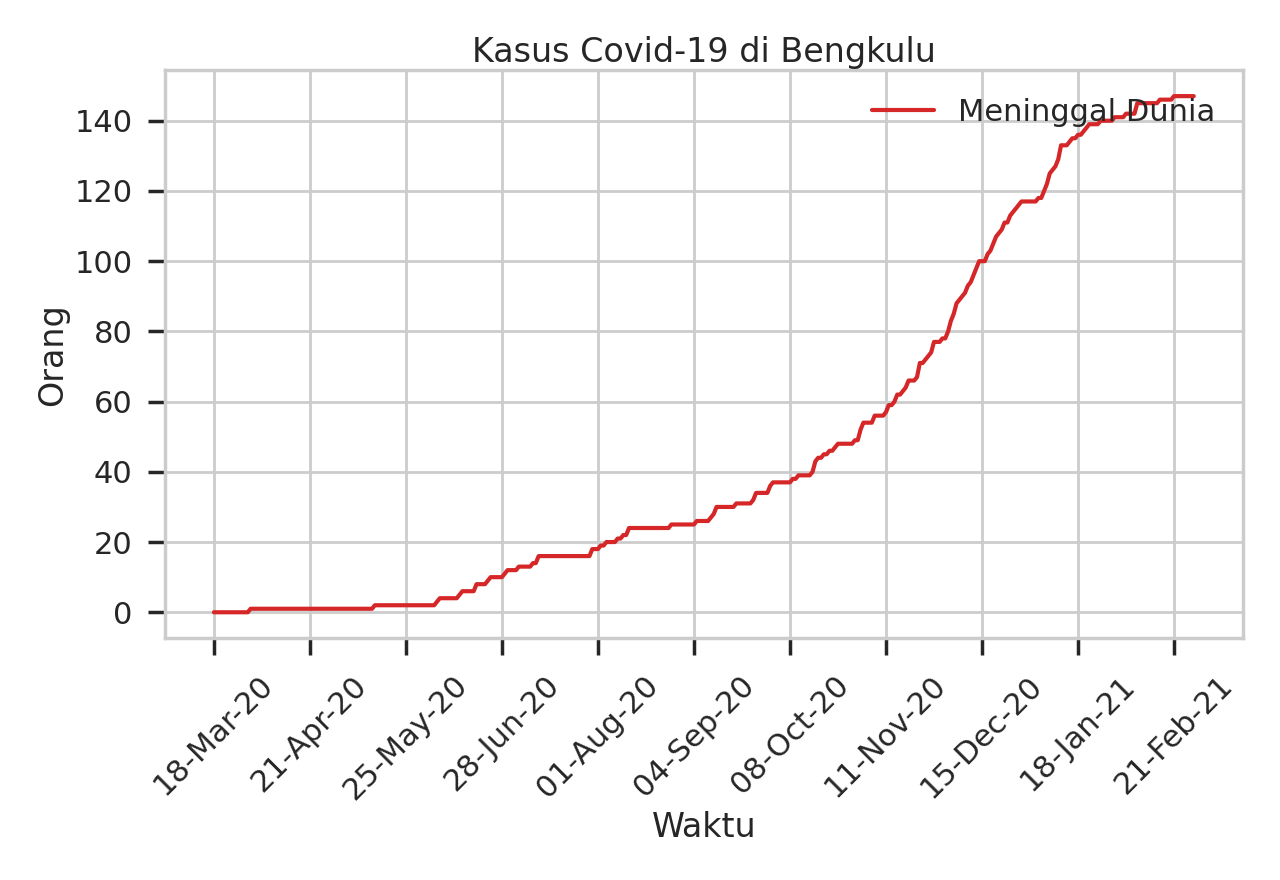 Kasus Covid-19 di Bengkulu
Meninggal Dunia
Orang
140
120
100
80
60
40
20
0
18-Mar-20
21-Apr-20
25-May-20
28-Jun-20
01-Aug-20
04-Sep-20
08-Oct-20
11-Nov-20
15-Dec-20
18-Jan-21
21-Feb-21
Waktu